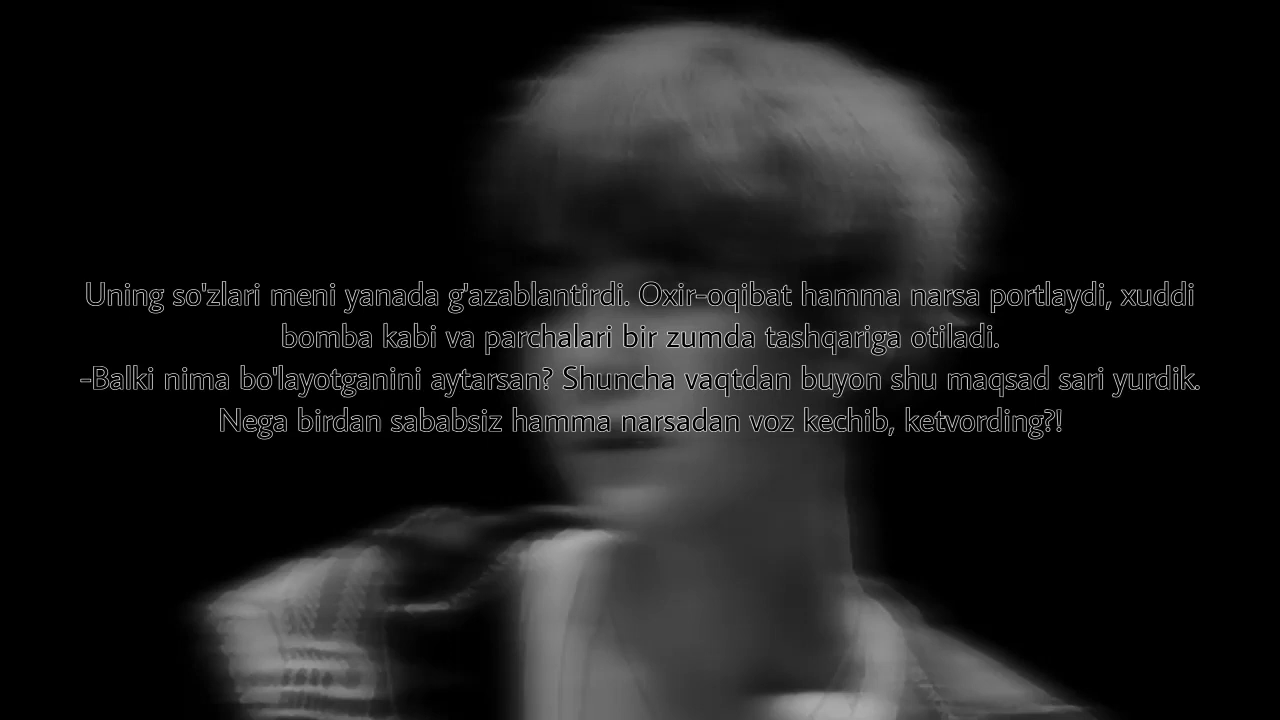 Uning so'zlari meni yanada g'azablantirdi. Oxir-oqibat hamma narsa portlaydi, xuddi
bomba kabi va parchalari bir zumda tashqariga otiladi.
-Balki nima bo'layotganini aytarsan? Shuncha vaqtdan buyon shu maqsad sari yurdik.
Nega birdan sababsiz hamma narsadan voz kechib, ketvording?!